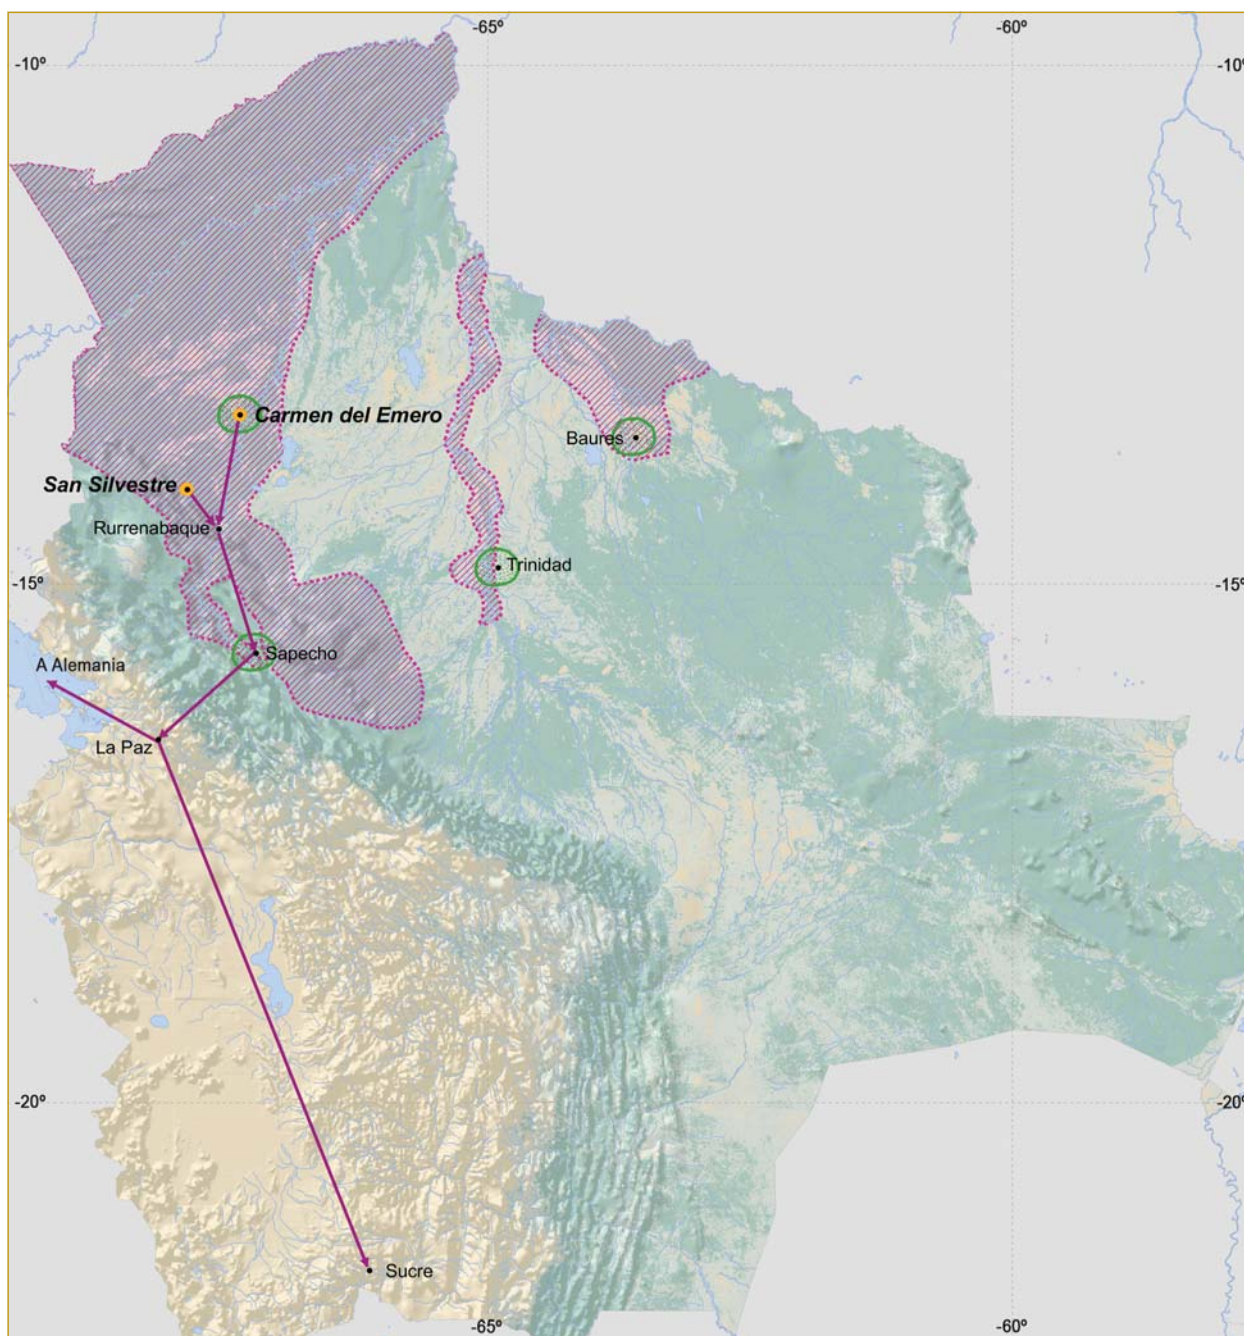 -65º
-60º
-10º
-10º
Carmen del Emero
Baures
San Silvestre
Rurrenabaque
Trinidad
-15º
-15º
Sapecho
A Alemania
La Paz
-20º
-20º
Sucre
-65º
-60º